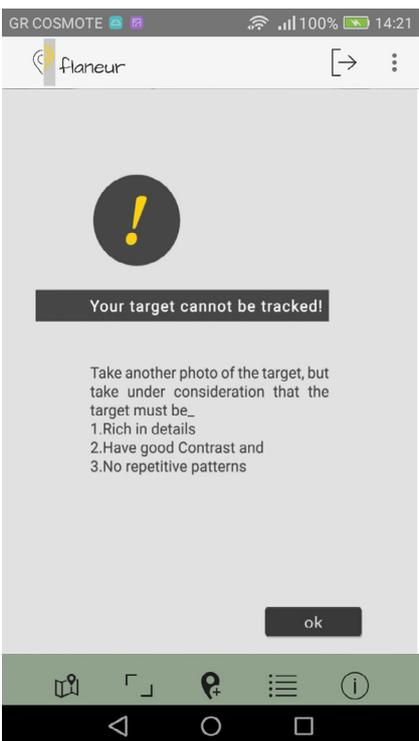 GR COSMOTE 100% 14:21
flaneur
!
Your target cannot be tracked!
Take another photo of the target, but
take under consideration that the
target must be_
1.Rich in details
2.Have good Contrast and
3.No repetitive patterns
ok